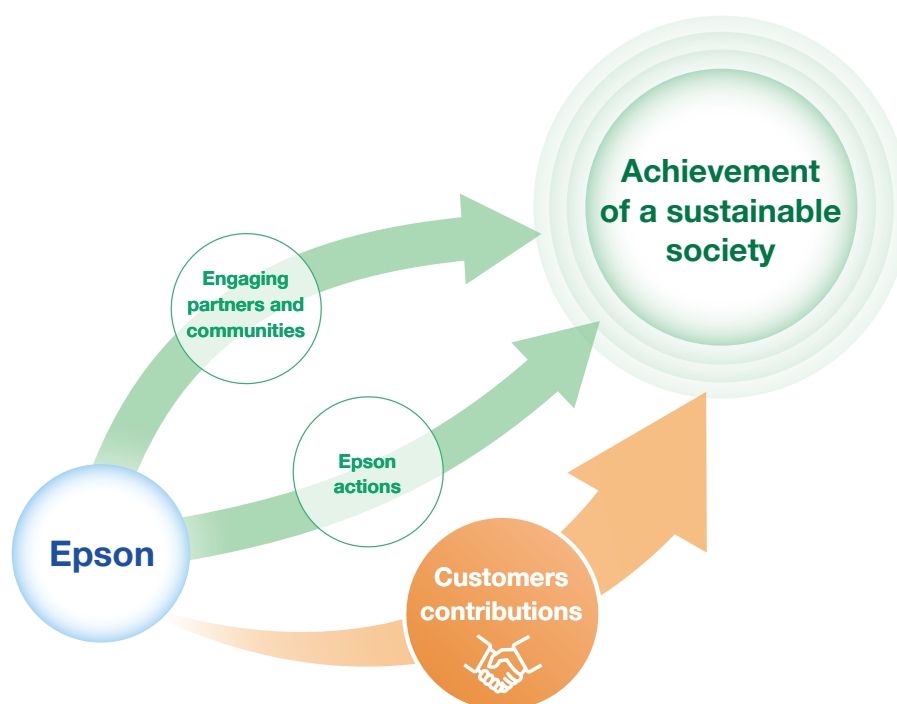 Achievement
of a sustainable
society
Engaging
partners and
communities
Epson
actions
Epson
Customers
contributions